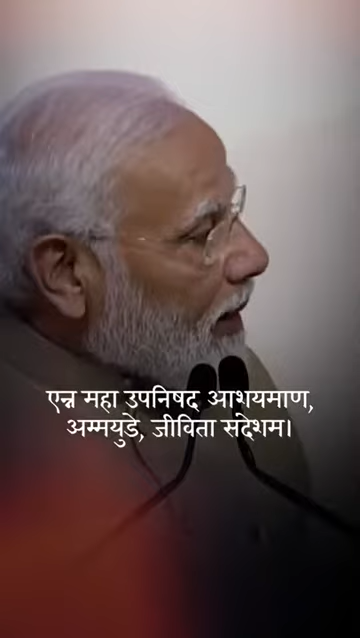 एन्न महा उपनिषद आशयमाण,
अम्मयुडे, जीविता संदेशम।